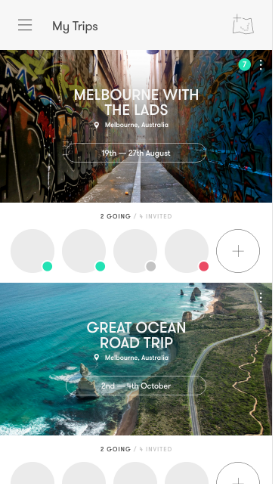 My Trips
7
MELBOURNE WITH
THE LADS
Melbourne, Australia
19th — 27th August
2 GOING / 4 INVITED
GREAT OCEAN
ROAD TRIP
Melbourne, Australia
2nd — 4th October
2 GOING / 4 INVITED